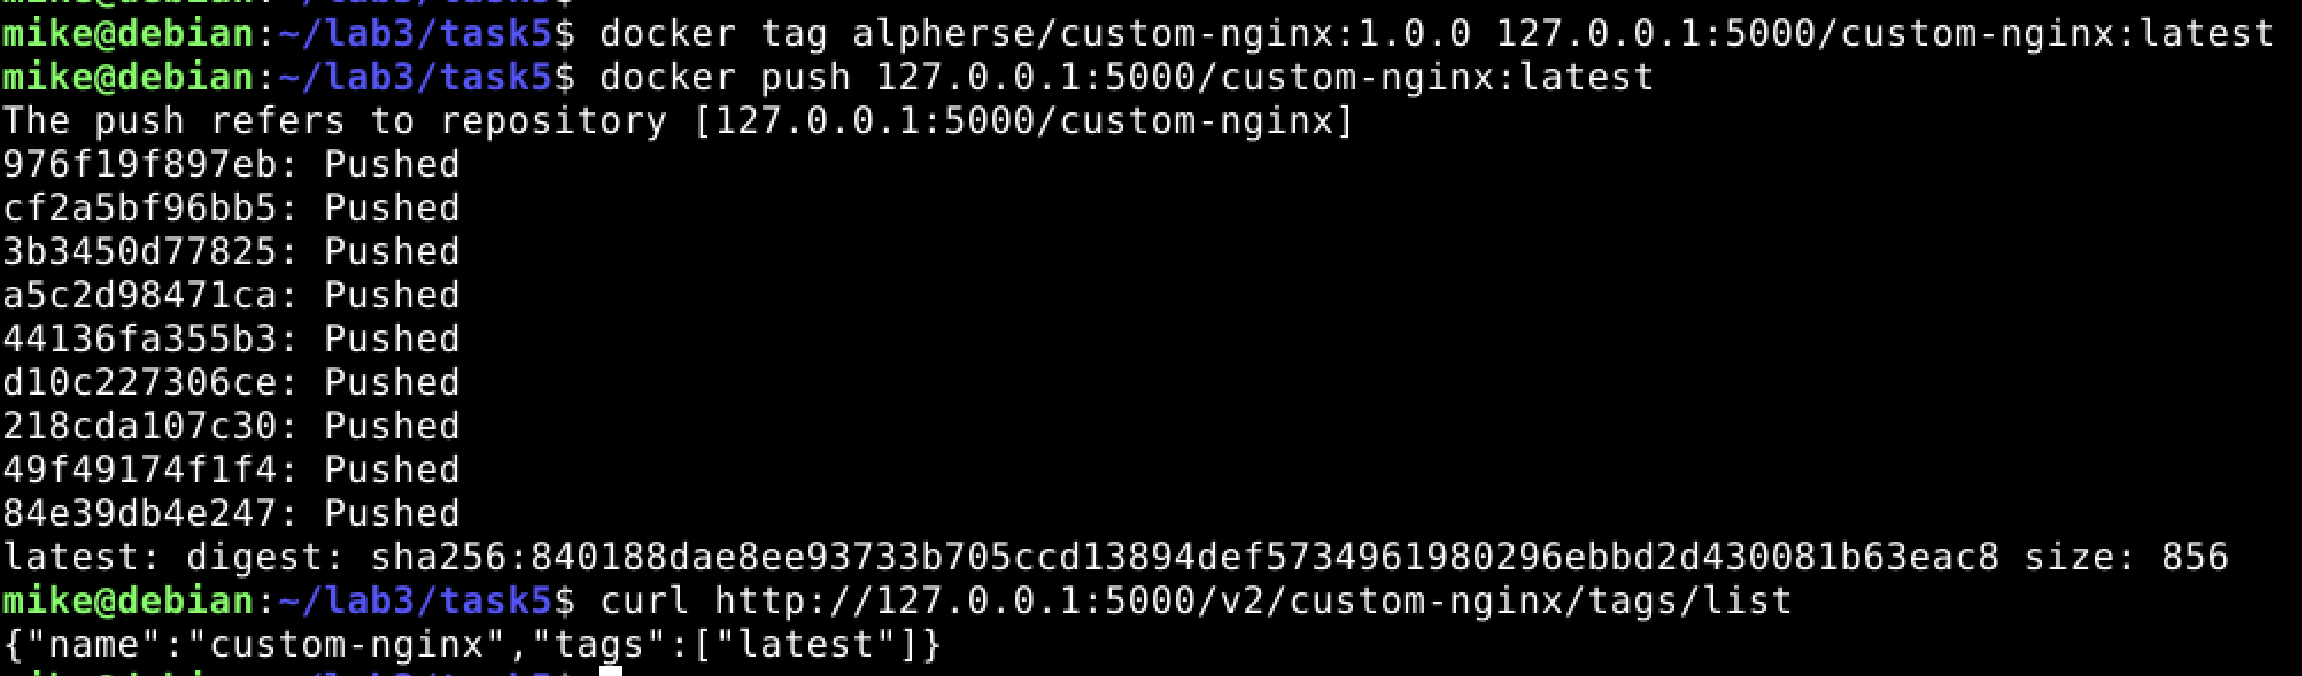 mike@debian:~/lab3/task5$ docker tag alpherse/custom-nginx:1.0.0 127.0.0.1:5000/custom-nginx:latest
mike@debian:~/lab3/task5$ docker push 127.0.0.1:5000/custom-nginx:latest
The push refers to repository [127.0.0.1:5000/custom-nginx]
976f19f897eb: Pushed
cf2a5bf96bb5: Pushed
3b3450d77825: Pushed
a5c2d98471ca: Pushed
44136fa355b3: Pushed
d10c227306ce: Pushed
218cda107c30: Pushed
49f49174f1f4: Pushed
84e39db4e247: Pushed
latest: digest: sha256:840188dae8ee93733b705ccd13894def5734961980296ebbd2d430081b63eac8 size: 856
mike@debian:~/lab3/task5$ curl http://127.0.0.1:5000/v2/custom-nginx/tags/list
{"name":"custom-nginx","tags":["latest"]}